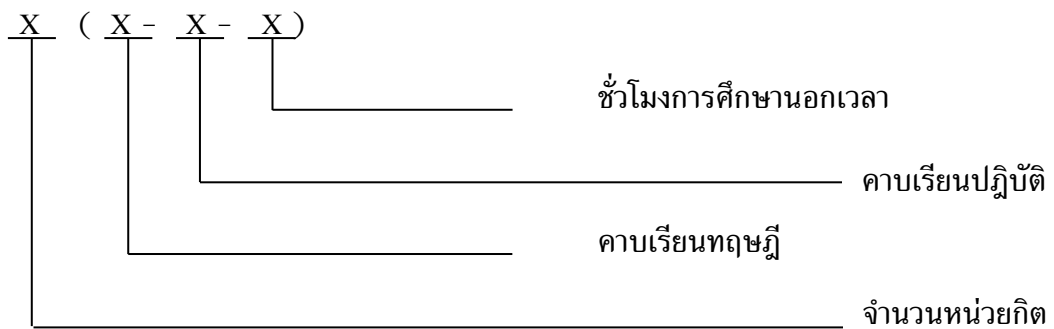 X ( X - X - X )
ชั่วโมงการศึกษานอกเวลา
คาบเรียนปฎิบัติ
คาบเรียนทฤษฎี
จำนวนหน่วยกิต